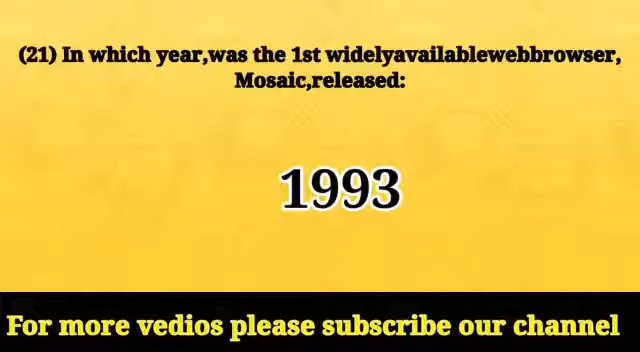 (21) In which year,was the 1st widelyavailablewebbrowser,
Mosaic,released:
1993
For more vedios please subscribe our channel